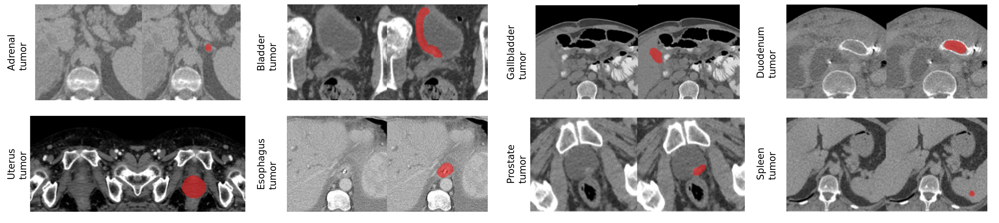 Adrenal
tumor
Bladder
tumor
Gallbladder
tumor
Duodenum
tumor
Uterus
tumor
Esophagus
tumor
Prostate
tumor
Spleen
tumor